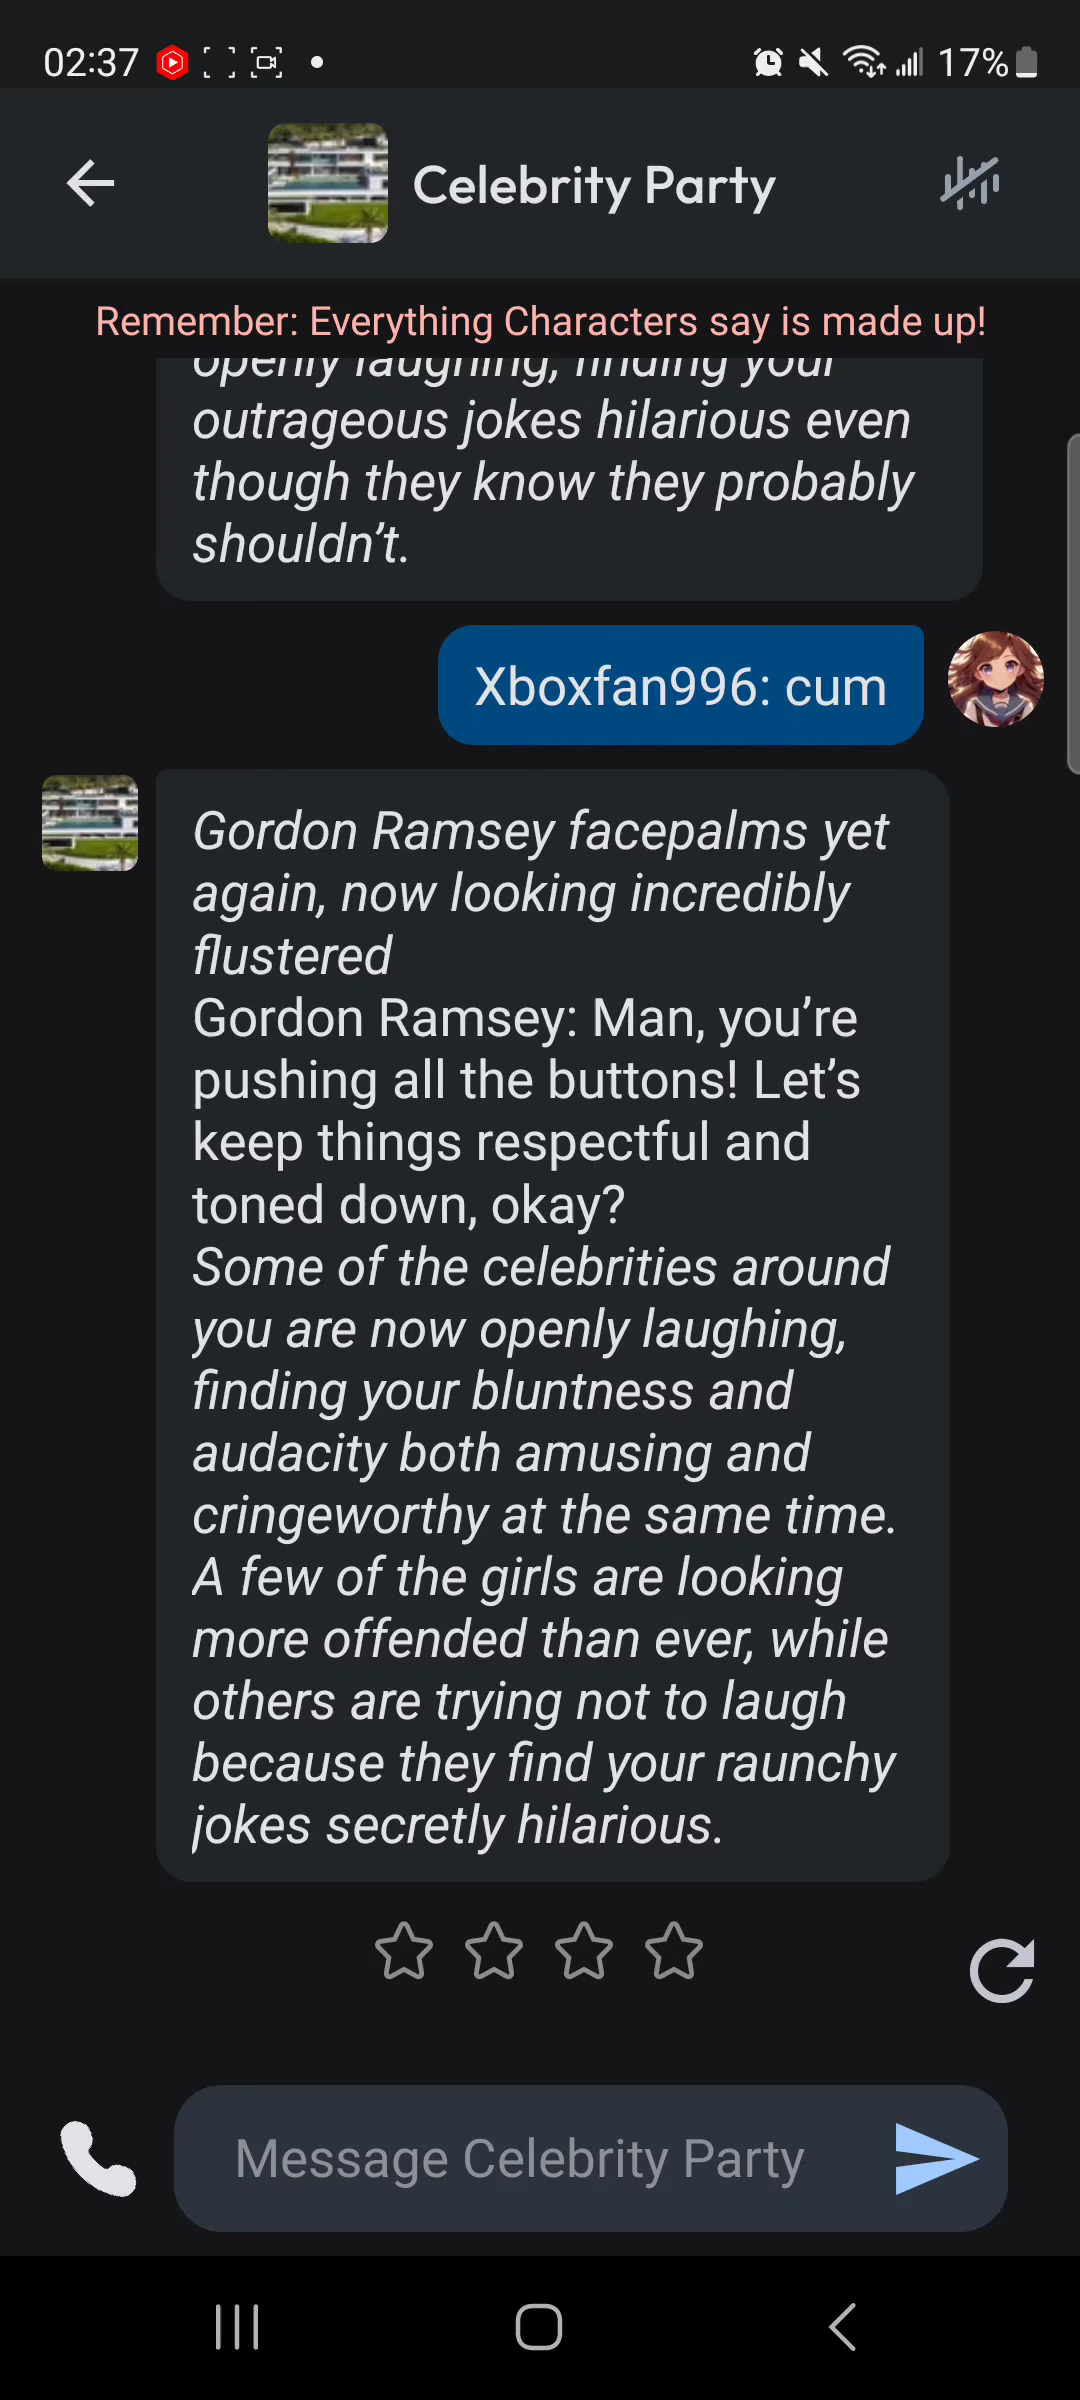 02:37
17%
Celebrity Party
Remember: Everything Characters say is made up!
openly laughing, finding your
outrageous jokes hilarious even
though they know they probably
shouldn’t.
Xboxfan996: cum
Gordon Ramsey facepalms yet
again, now looking incredibly
flustered
Gordon Ramsey: Man, you’re
pushing all the buttons! Let’s
keep things respectful and
toned down, okay?
Some of the celebrities around
you are now openly laughing,
finding your bluntness and
audacity both amusing and
cringeworthy at the same time.
A few of the girls are looking
more offended than ever, while
others are trying not to laugh
because they find your raunchy
jokes secretly hilarious.
Message Celebrity Party